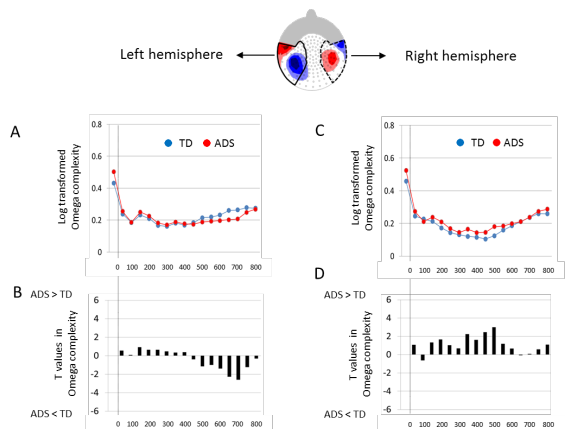 Left hemisphere
Right hemisphere
A
0.8
0.6
0.4
0.2
0
Log transformed
Omega complexity
TD
ADS
0 100 200 300 400 500 600 700 800
C
0.8
0.6
0.4
0.2
0
Log transformed
Omega complexity
TD
ADS
0 100 200 300 400 500 600 700 800
B
ADS > TD
6
4
2
0
-2
-4
-6
T values in
Omega complexity
ADS < TD
0 100 200 300 400 500 600 700 800
D
ADS > TD
6
4
2
0
-2
-4
-6
T values in
Omega complexity
ADS < TD
0 100 200 300 400 500 600 700 800